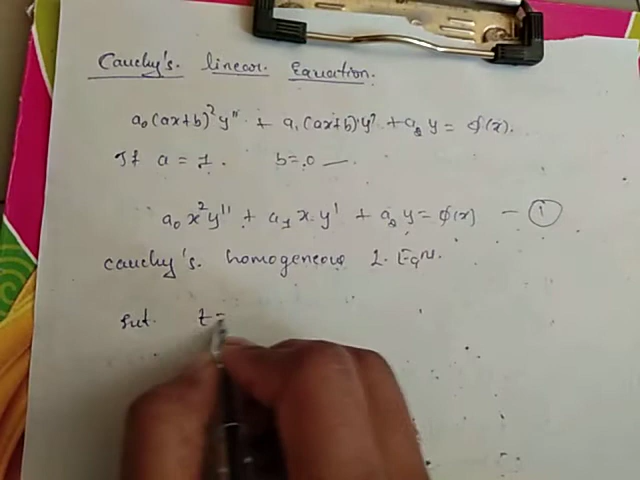 Cauchy's. linear. Equation.
a₀(ax+b)²y'' + a₁(ax+b)y' + a₂y = φ(x).
If a = 1. b = 0
a₀x²y'' + a₁x.y' + a₂y = φ(x) — ①
Cauchy's. homogeneous L. Eqn.
put. t =